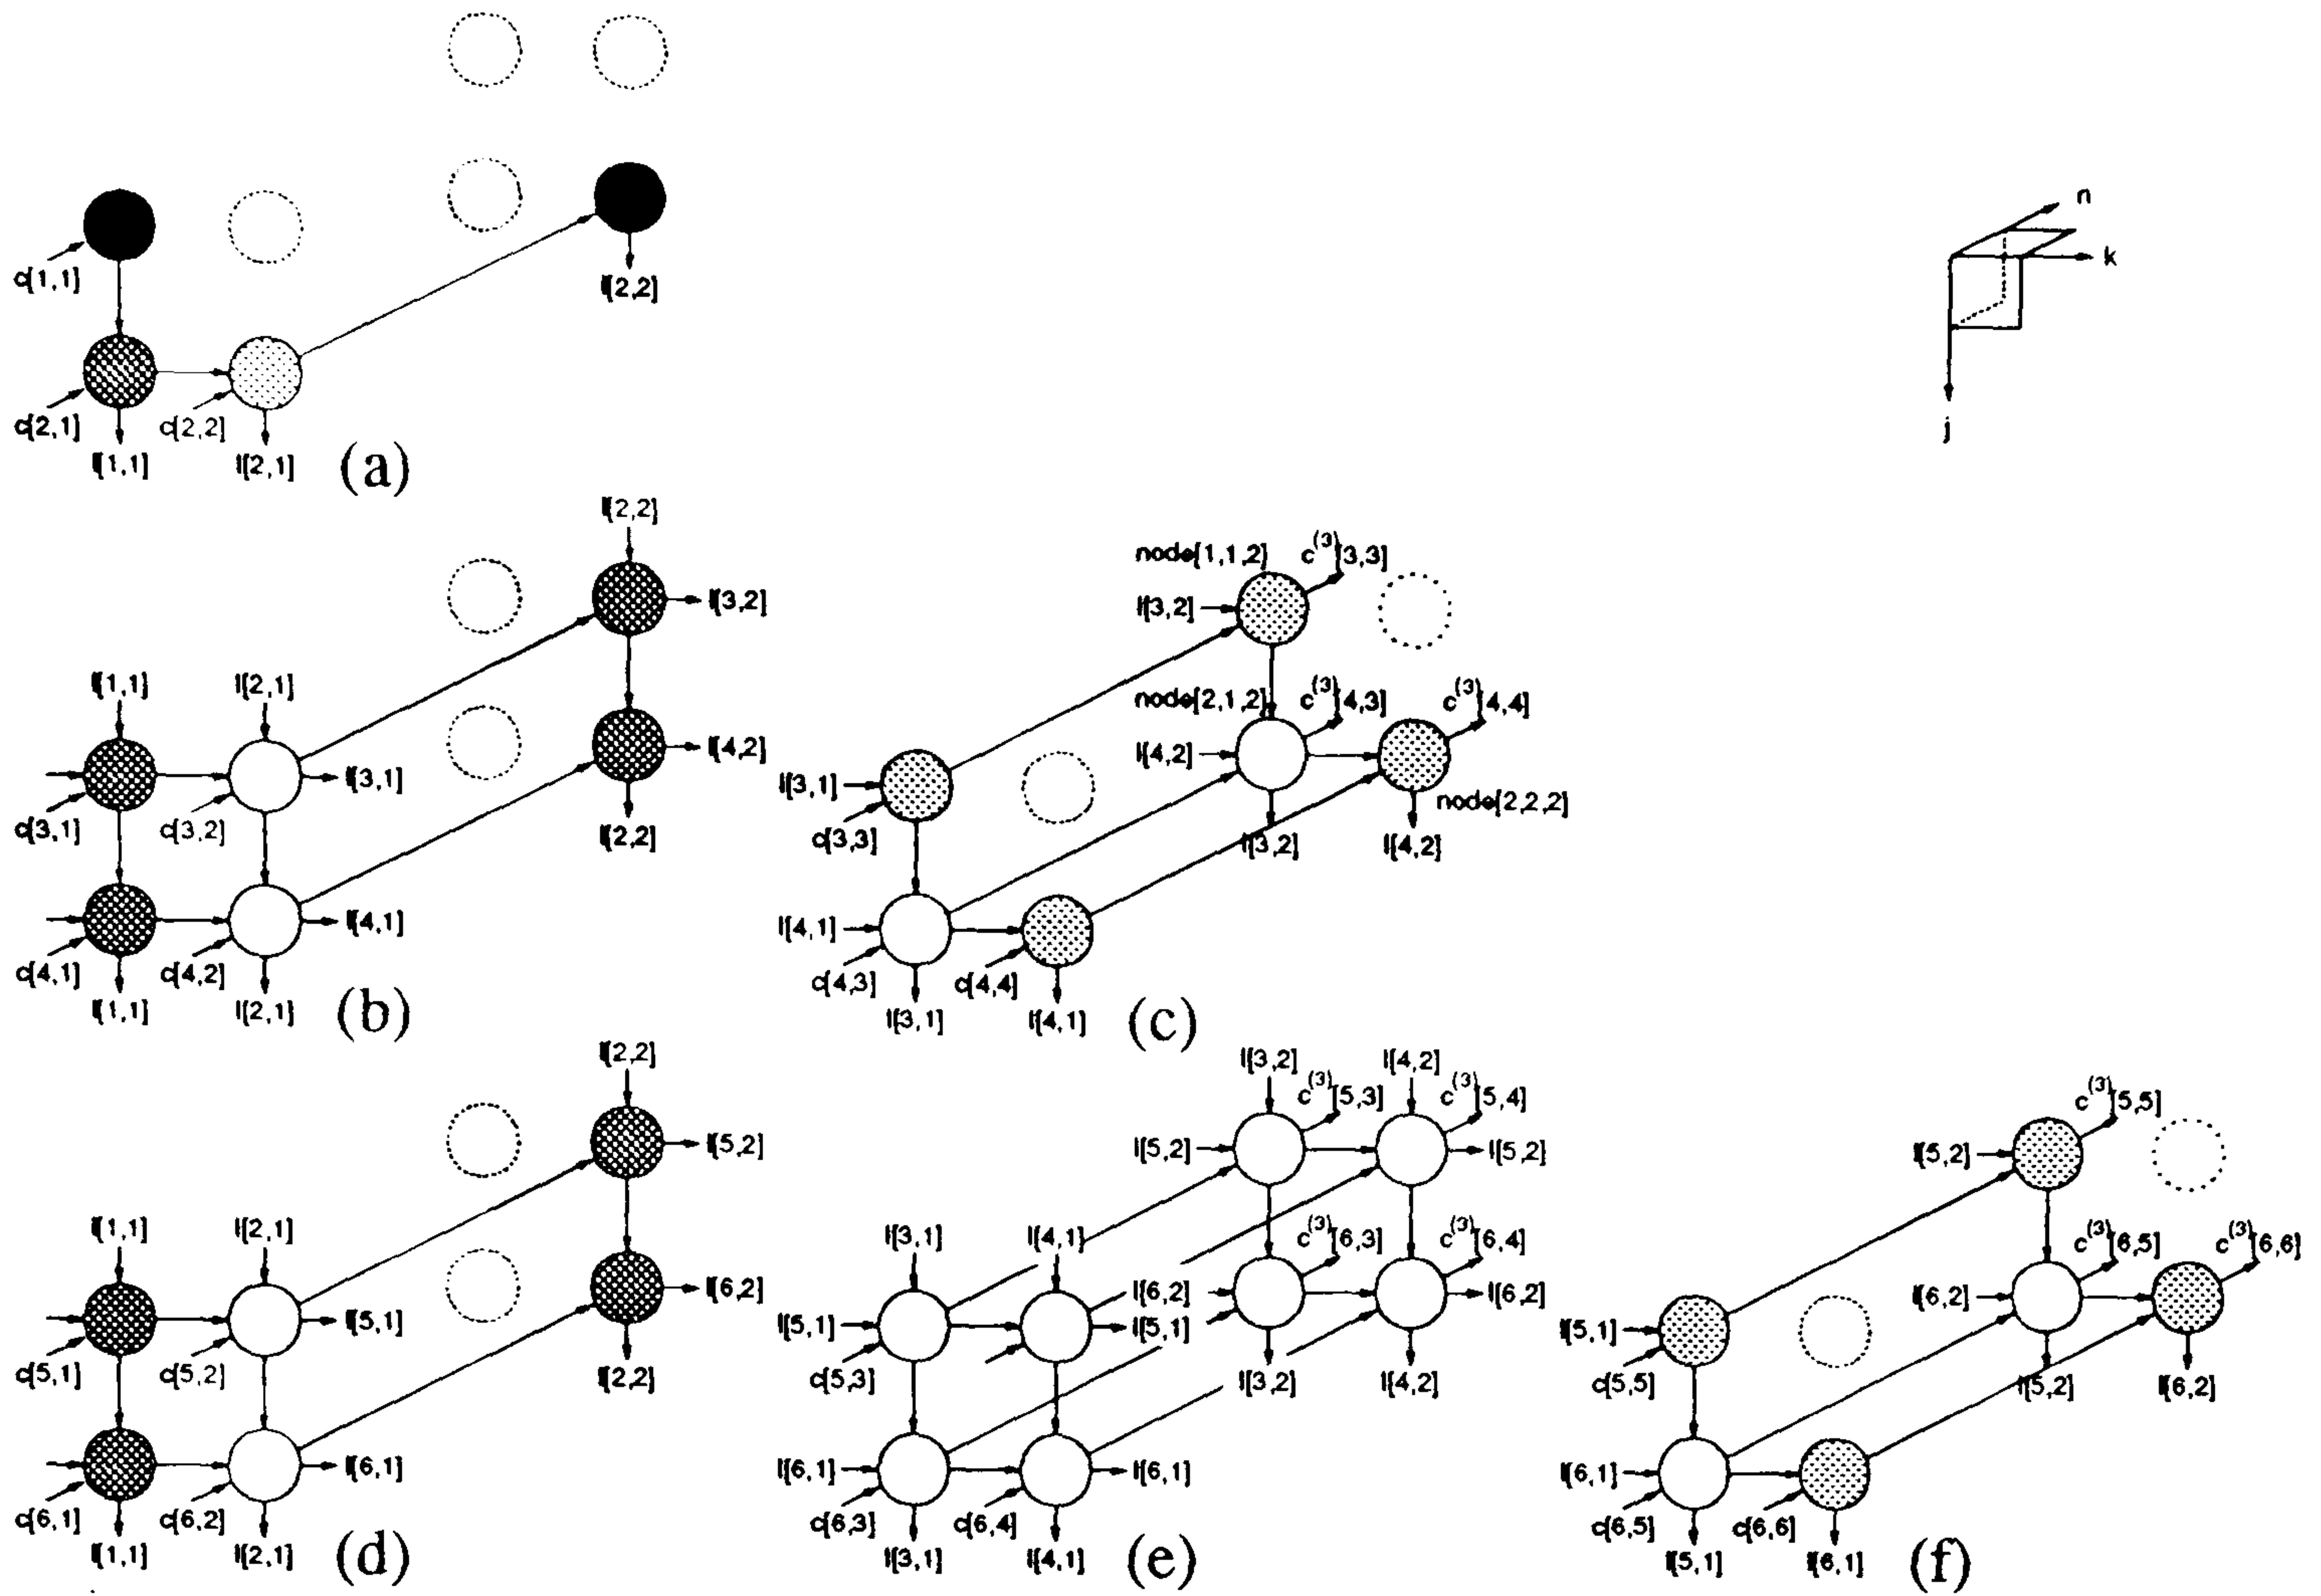 n
k
j
c[1,1]
l[2,2]
c[2,1]
c[2,2]
l[1,1]
l[2,1]
(a)
l[2,2]
l[3,2]
l[1,1]
l[2,1]
l[4,2]
l[3,1]
c[3,1]
c[3,2]
l[2,2]
l[4,1]
c[4,1]
c[4,2]
l[1,1]
l[2,1]
(b)
node[1,1,2]
c(3)[3,3]
l[3,2]
node[2,1,2]
c(3)[4,3]
c(3)[4,4]
l[4,2]
l[3,1]
node[2,2,2]
c[3,3]
l[3,2]
l[4,2]
l[4,1]
c[4,3]
c[4,4]
l[3,1]
l[4,1]
(c)
l[2,2]
l[5,2]
l[1,1]
l[2,1]
l[6,2]
l[5,1]
c[5,1]
c[5,2]
l[2,2]
l[6,1]
c[6,1]
c[6,2]
l[1,1]
l[2,1]
(d)
l[3,2]
l[4,2]
c(3)[5,3]
c(3)[5,4]
l[5,2]
l[5,2]
l[3,1]
l[4,1]
c(3)[6,3]
c(3)[6,4]
l[6,2]
l[6,2]
l[5,1]
l[5,1]
c[5,3]
l[3,2]
l[4,2]
l[6,1]
l[6,1]
c[6,3]
c[6,4]
l[3,1]
l[4,1]
(e)
c(3)[5,5]
l[5,2]
c(3)[6,5]
c(3)[6,6]
l[6,2]
l[5,1]
c[5,5]
l[5,2]
l[6,2]
l[6,1]
c[6,5]
c[6,6]
l[5,1]
l[6,1]
(f)